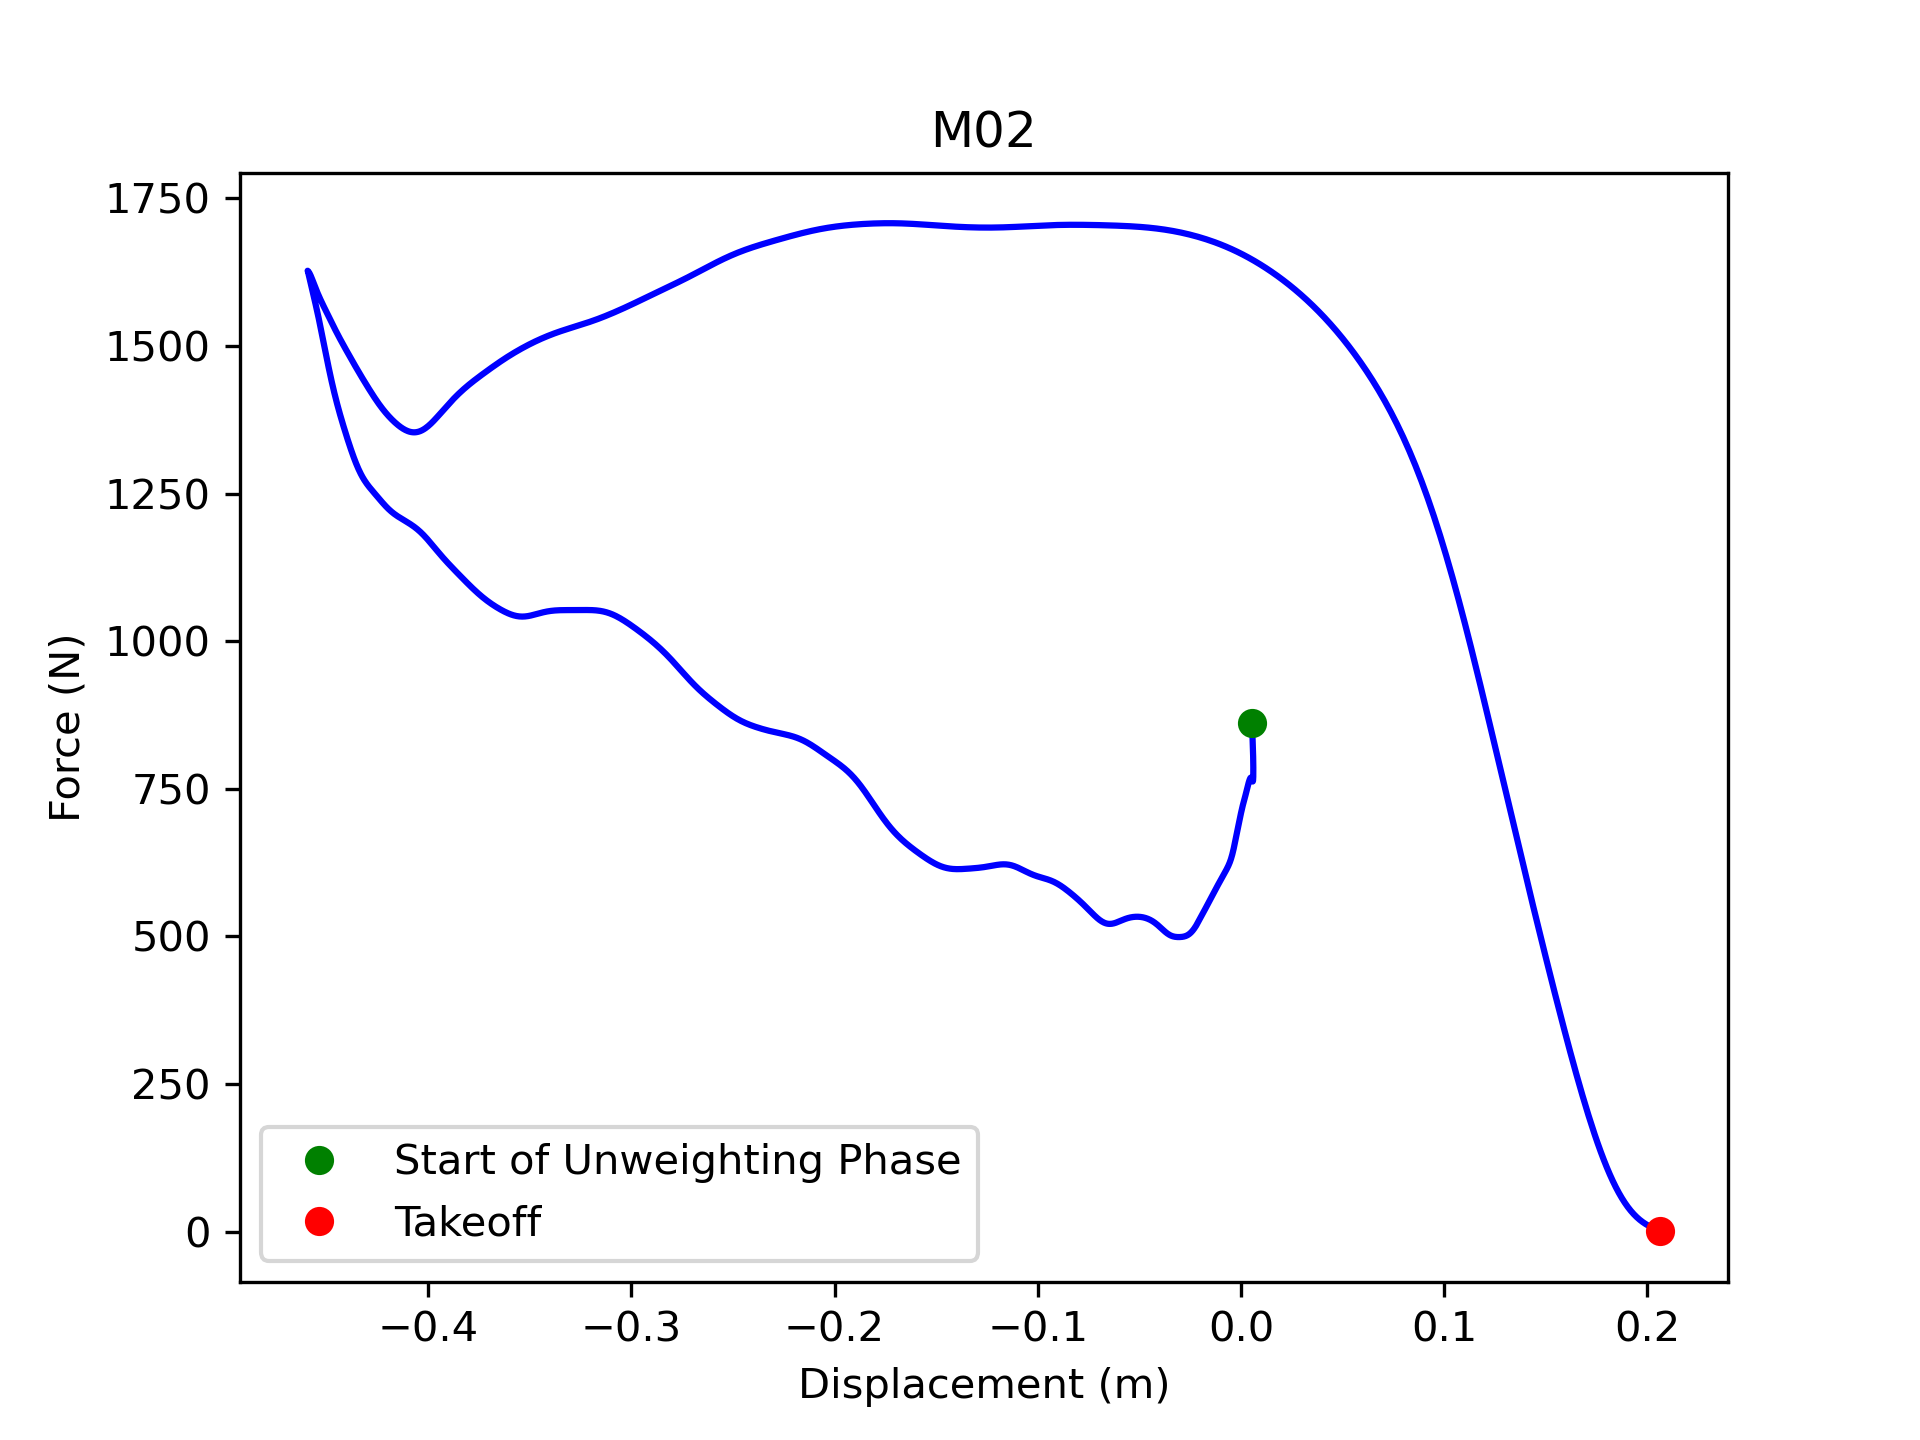 M02
1750
1500
1250
1000
750
500
250
0
Force (N)
Start of Unweighting Phase
Takeoff
−0.4 −0.3 −0.2 −0.1 0.0 0.1 0.2
Displacement (m)